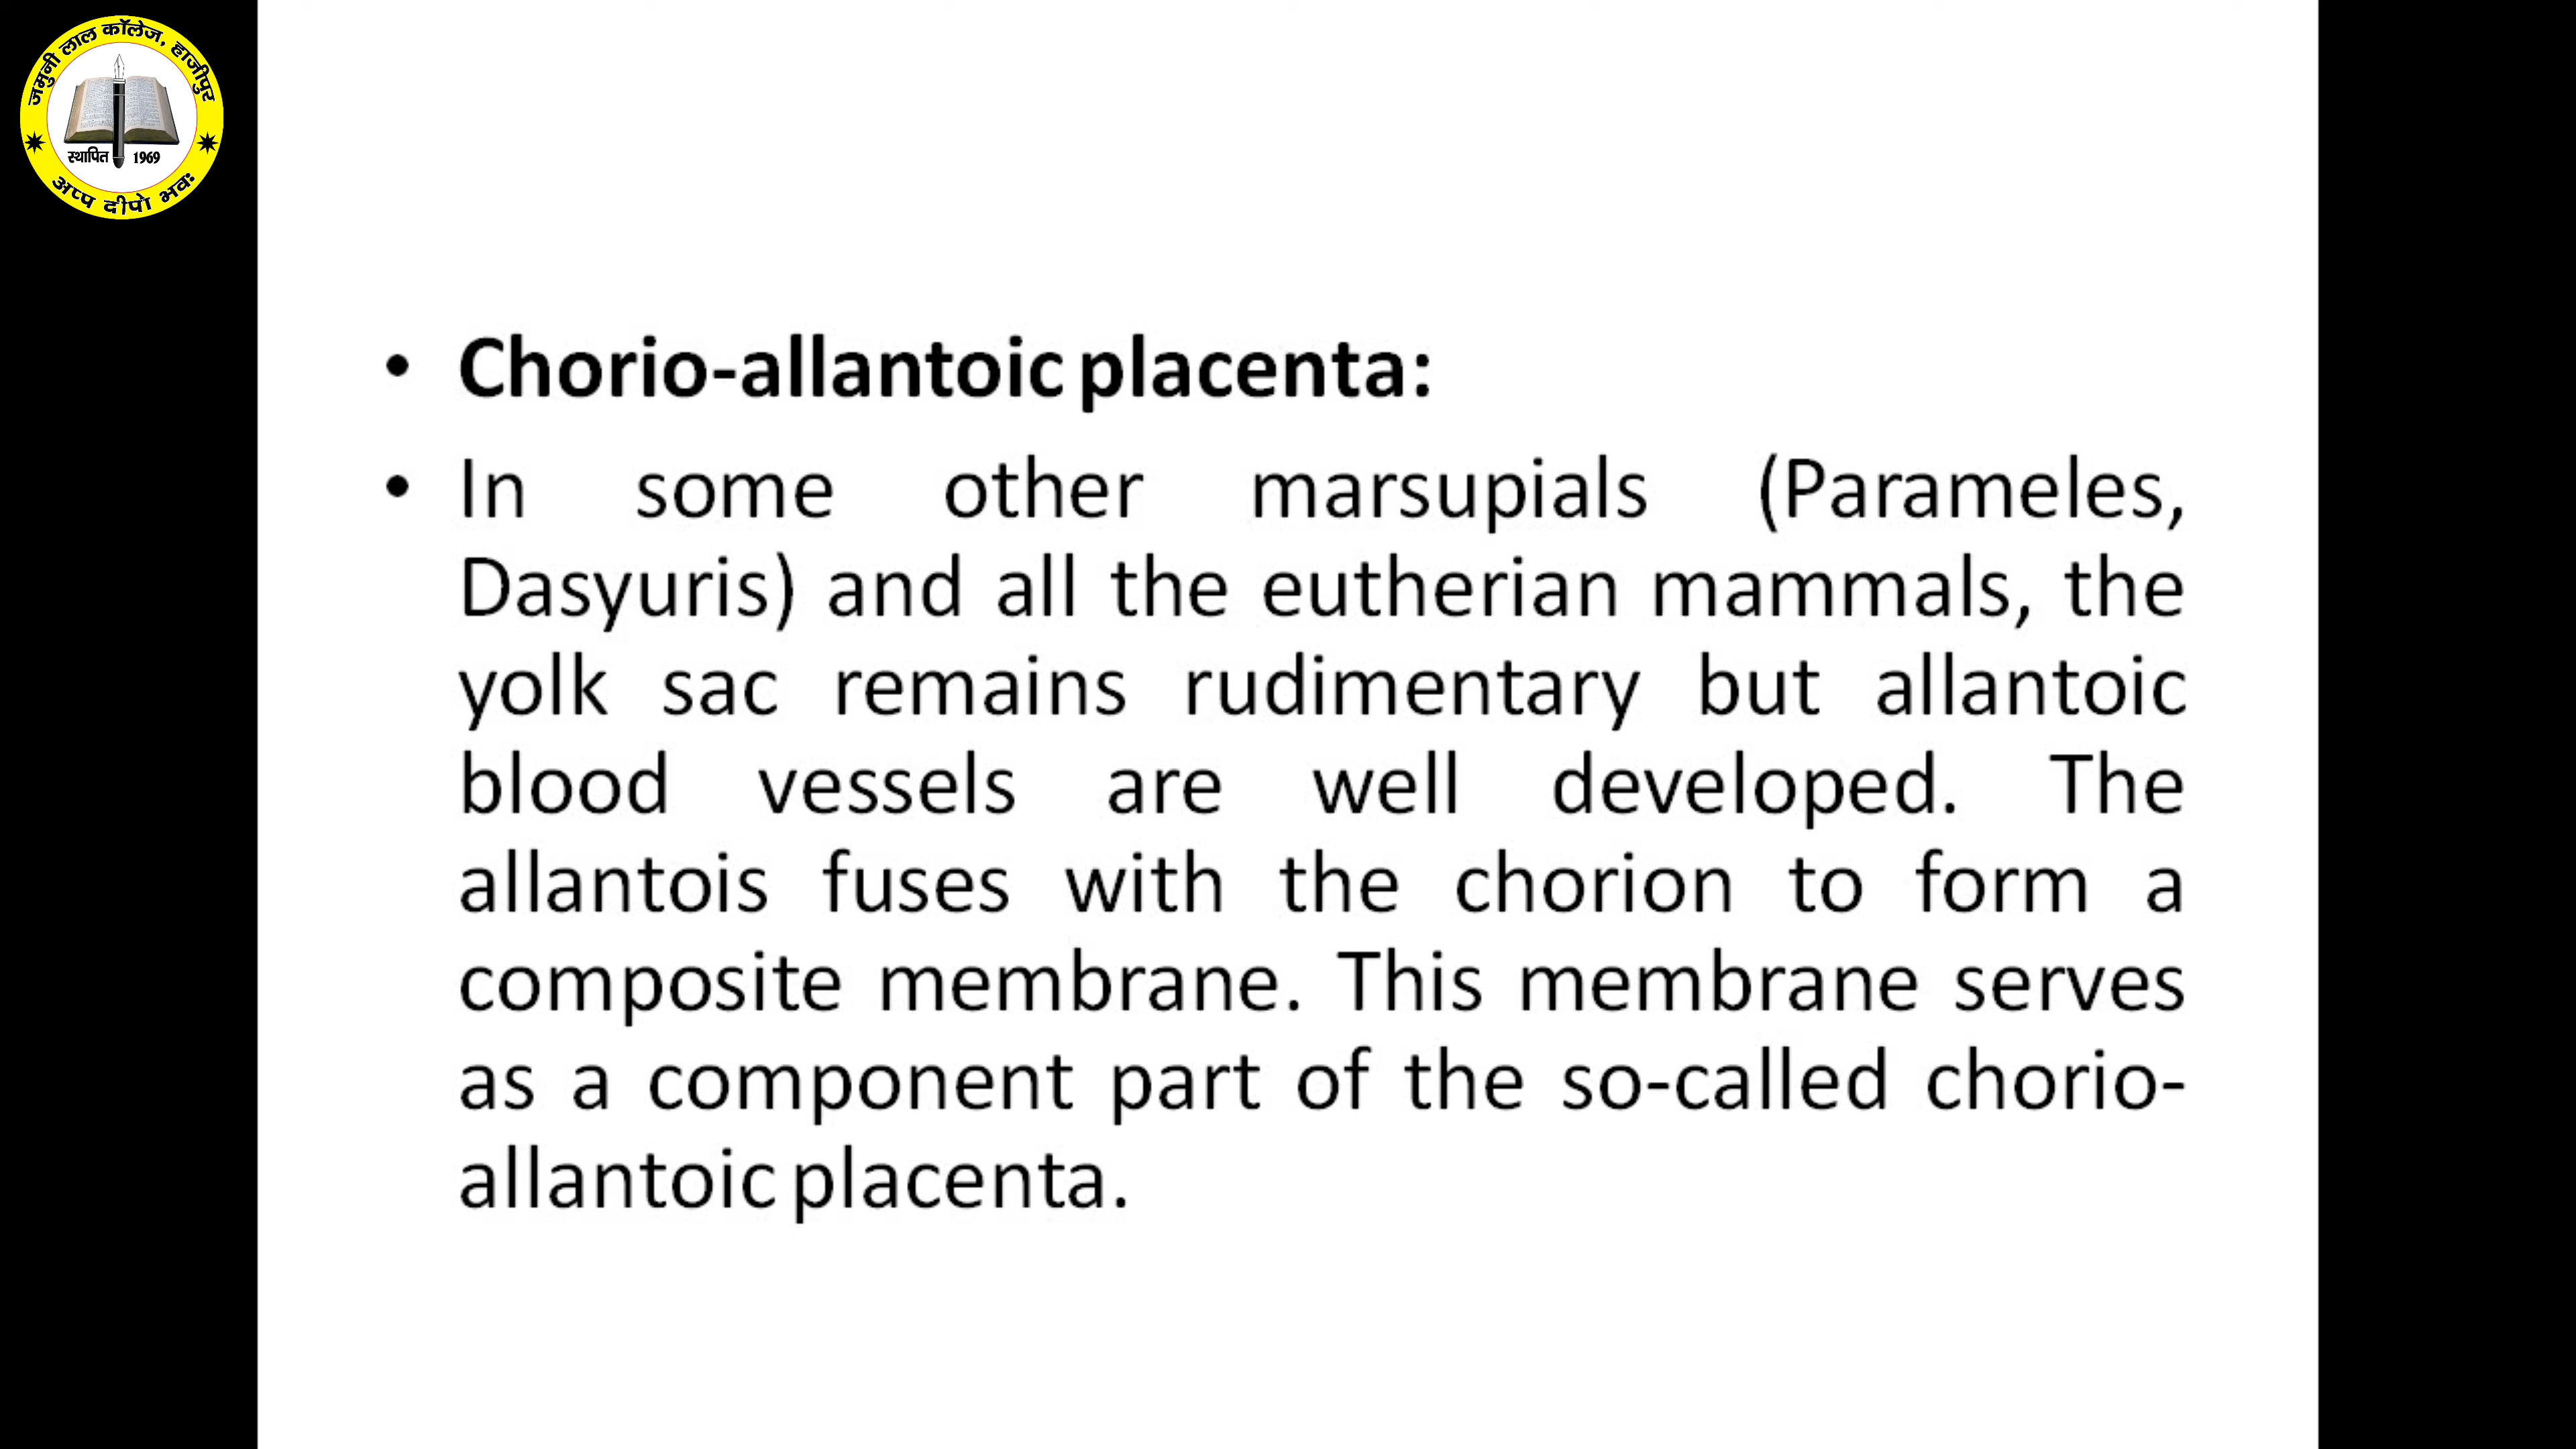 जमुनी लाल कॉलेज, हाजीपुर
स्थापित 1969
अप्प दीपो भवः
• Chorio-allantoic placenta:
• In some other marsupials (Parameles,
Dasyuris) and all the eutherian mammals, the
yolk sac remains rudimentary but allantoic
blood vessels are well developed. The
allantois fuses with the chorion to form a
composite membrane. This membrane serves
as a component part of the so-called chorio-
allantoic placenta.